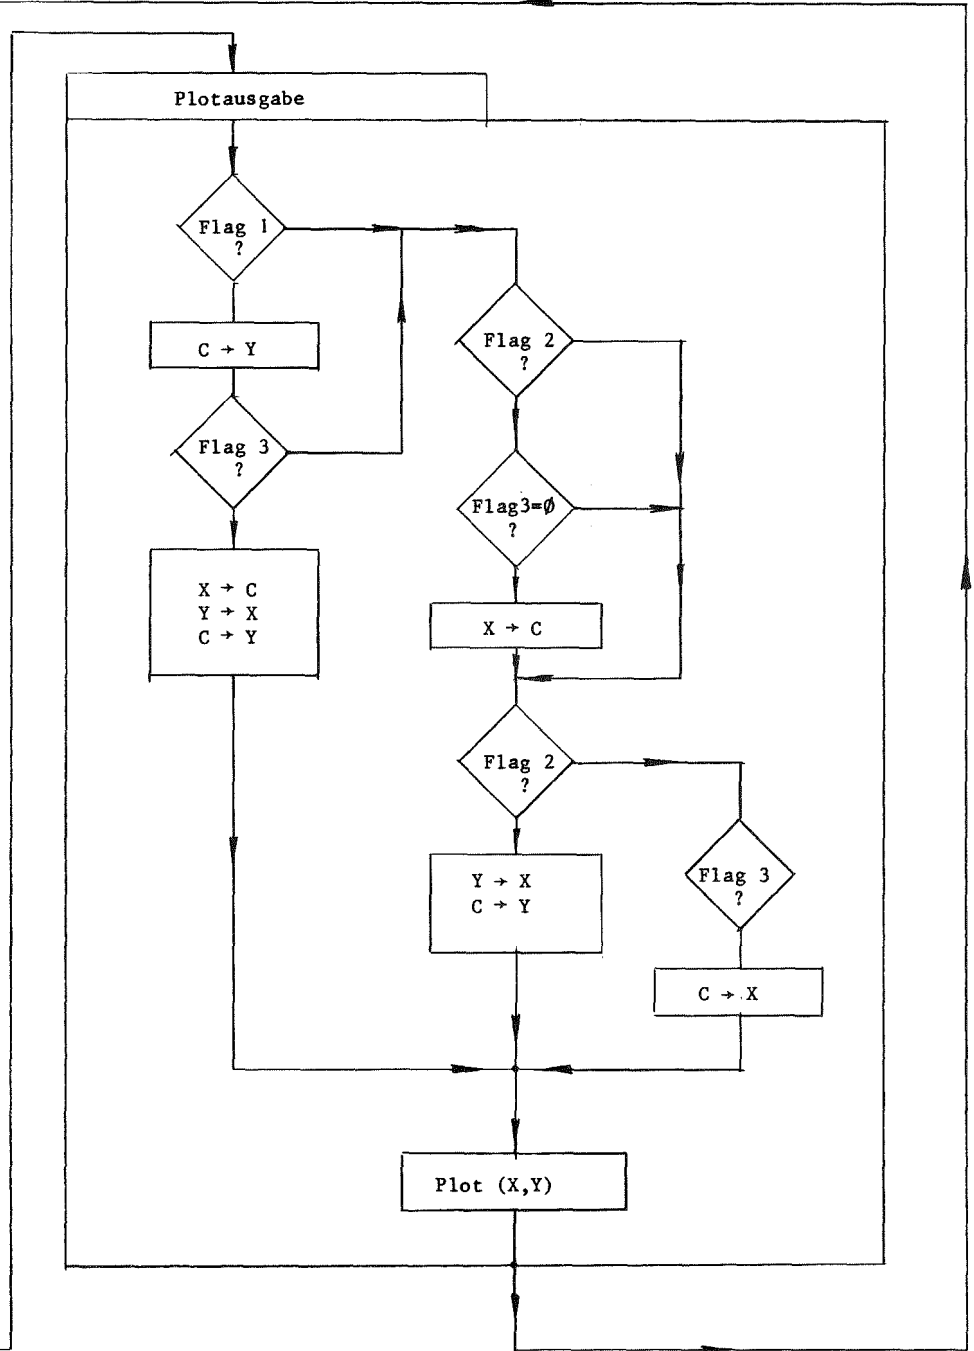 Plotausgabe
Flag 1
?
C → Y
Flag 3
?
X → C
Y → X
C → Y
Flag 2
?
Flag3=Ø
?
X → C
Flag 2
?
Y → X
C → Y
Flag 3
?
C → X
Plot (X,Y)